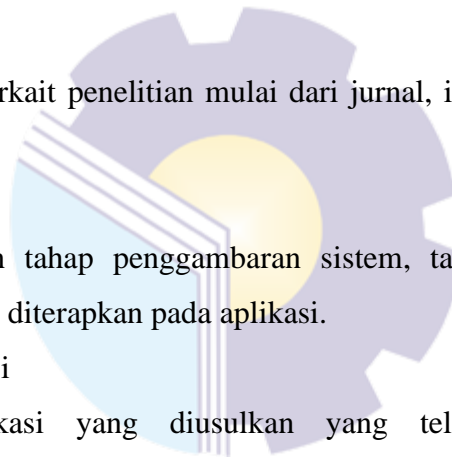 rkait penelitian mulai dari jurnal, i
tahap penggambaran sistem, ta
diterapkan pada aplikasi.
i
kasi yang diusulkan yang tel